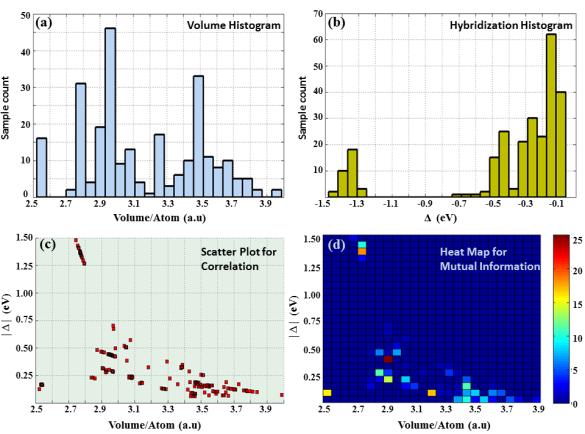 (a) Volume Histogram
Sample count
50
45
40
35
30
25
20
15
10
5
0
2.5 2.7 2.9 3.1 3.3 3.5 3.7 3.9
Volume/Atom (a.u)
(b) Hybridization Histogram
Sample count
70
60
50
40
30
20
10
-1.5 -1.3 -1.1 -0.9 -0.7 -0.5 -0.3 -0.1
Δ (eV)
(c) Scatter Plot for
Correlation
|Δ| (eV)
1.50
1.25
1.00
0.75
0.50
0.25
2.5 2.7 2.9 3.1 3.3 3.5 3.7 3.9
Volume/Atom (a.u)
(d) Heat Map for
Mutual Information
|Δ| (eV)
1.50
1.25
1.00
0.75
0.50
0.25
2.5 2.7 2.9 3.1 3.3 3.5 3.7 3.9
Volume/Atom (a.u)
25
20
15
10
5
0